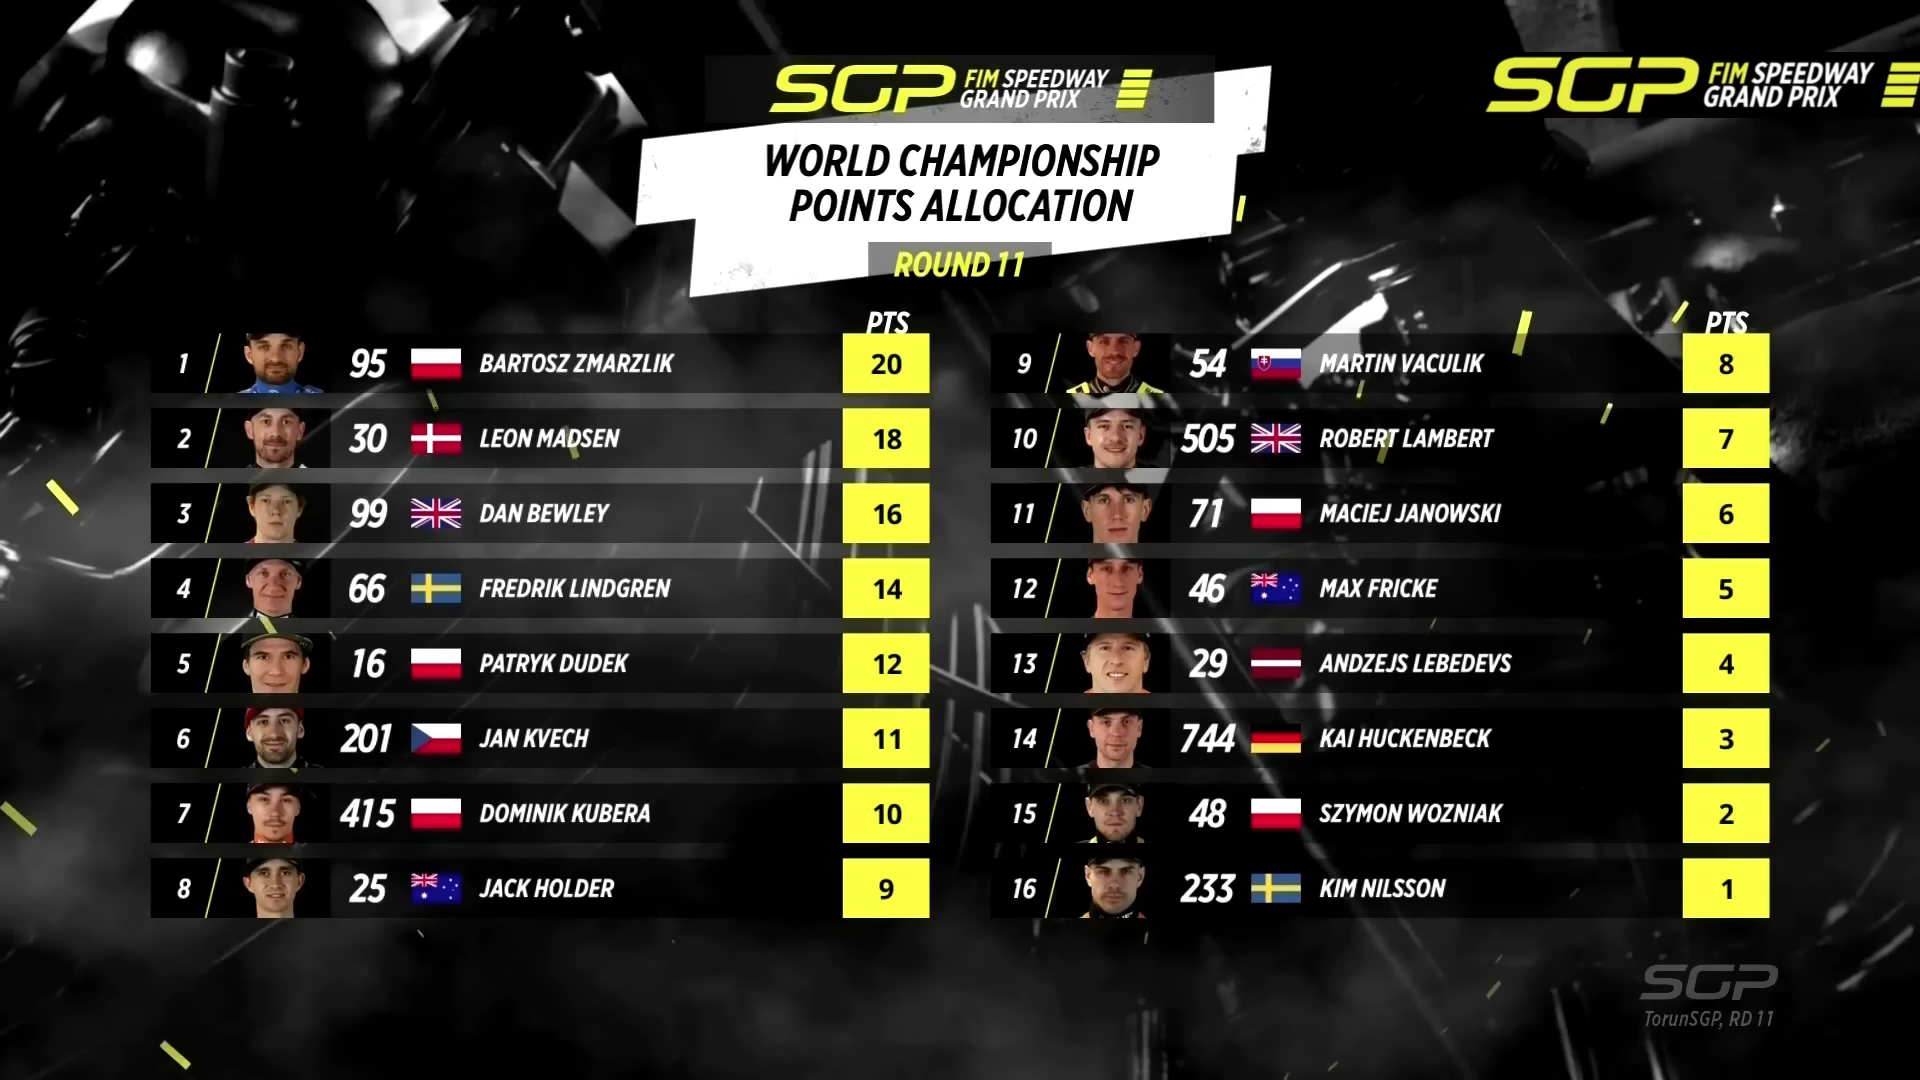 SGP FIM SPEEDWAY
GRAND PRIX
SGP FIM SPEEDWAY
GRAND PRIX
WORLD CHAMPIONSHIP
POINTS ALLOCATION
ROUND 11
PTS
1 95 BARTOSZ ZMARZLIK 20
2 30 LEON MADSEN 18
3 99 DAN BEWLEY 16
4 66 FREDRIK LINDGREN 14
5 16 PATRYK DUDEK 12
6 201 JAN KVECH 11
7 415 DOMINIK KUBERA 10
8 25 JACK HOLDER 9
PTS
9 54 MARTIN VACULIK 8
10 505 ROBERT LAMBERT 7
11 71 MACIEJ JANOWSKI 6
12 46 MAX FRICKE 5
13 29 ANDZEJS LEBEDEVS 4
14 744 KAI HUCKENBECK 3
15 48 SZYMON WOZNIAK 2
16 233 KIM NILSSON 1
SGP
TorunSGP, RD 11